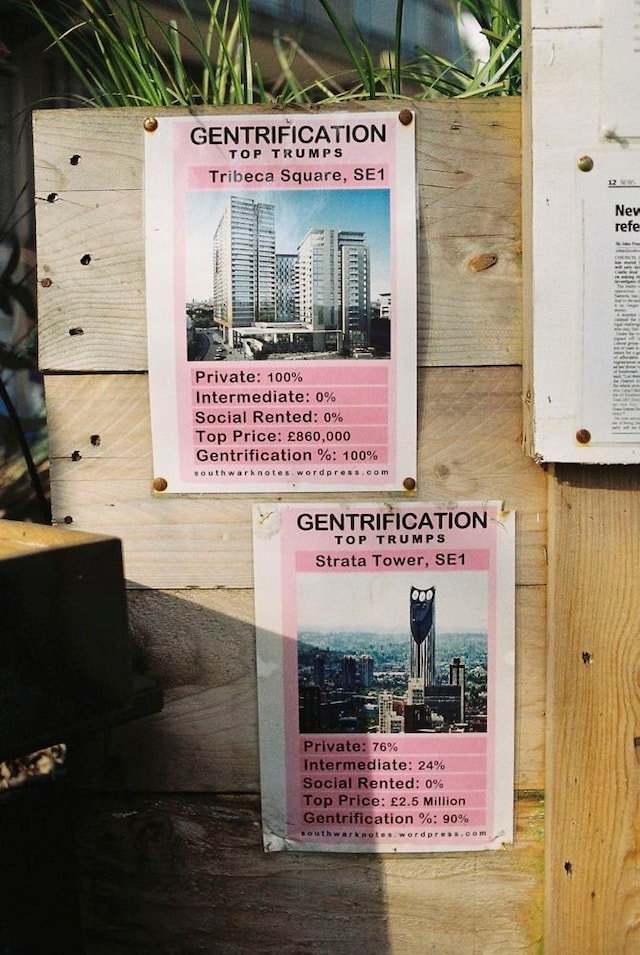 GENTRIFICATION
TOP TRUMPS
Tribeca Square, SE1
Private: 100%
Intermediate: 0%
Social Rented: 0%
Top Price: £860,000
Gentrification %: 100%
southwarknotes.wordpress.com
GENTRIFICATION
TOP TRUMPS
Strata Tower, SE1
Private: 76%
Intermediate: 24%
Social Rented: 0%
Top Price: £2.5 Million
Gentrification %: 90%
southwarknotes.wordpress.com
12 NEWS
New
refe